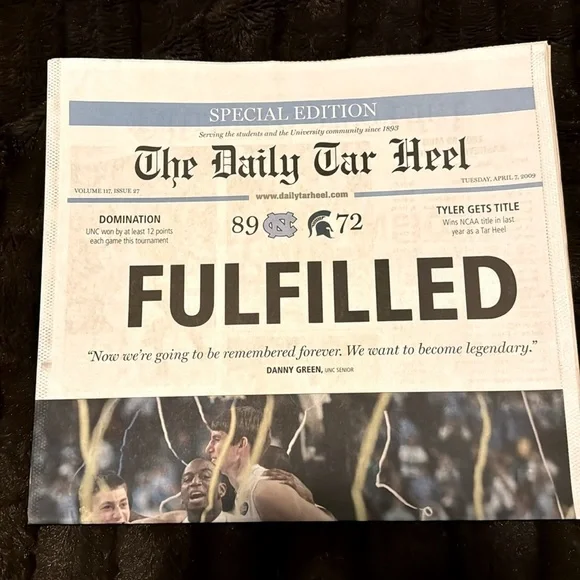 SPECIAL EDITION
Serving the students and the University community since 1893
The Daily Tar Heel
VOLUME 117, ISSUE 27
www.dailytarheel.com
TUESDAY, APRIL 7, 2009
DOMINATION
UNC won by at least 12 points
each game this tournament
89 NC 72
TYLER GETS TITLE
Wins NCAA title in last
year as a Tar Heel
FULFILLED
“Now we’re going to be remembered forever. We want to become legendary.”
DANNY GREEN, UNC SENIOR